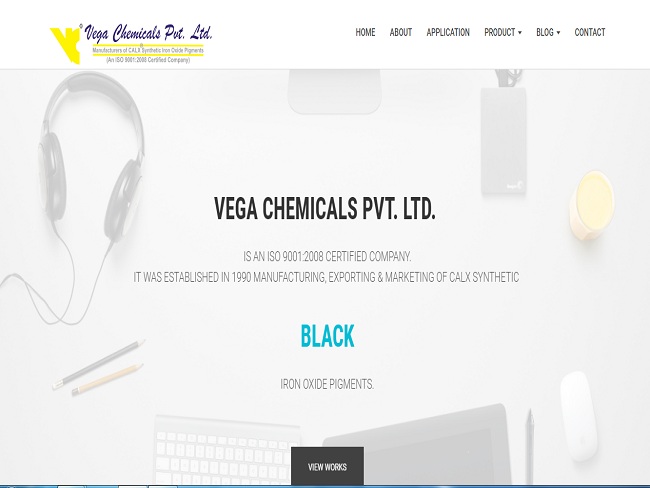 Vega Chemicals Pvt. Ltd.
Manufacturers of CALX Synthetic Iron Oxide Pigments
(An ISO 9001:2008 Certified Company)
HOME ABOUT APPLICATION PRODUCT BLOG CONTACT
VEGA CHEMICALS PVT. LTD.
IS AN ISO 9001:2008 CERTIFIED COMPANY.
IT WAS ESTABLISHED IN 1990 MANUFACTURING, EXPORTING & MARKETING OF CALX SYNTHETIC
BLACK
IRON OXIDE PIGMENTS.
VIEW WORKS